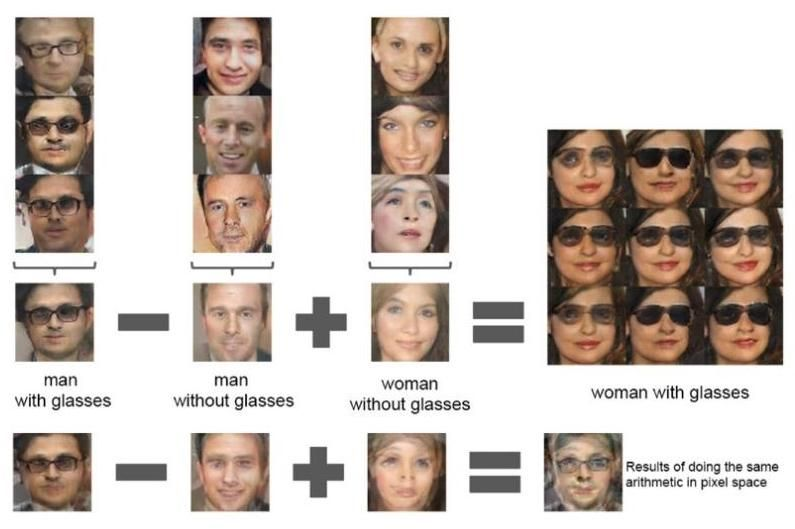 man
with glasses
man
without glasses
woman
without glasses
woman with glasses
Results of doing the same
arithmetic in pixel space